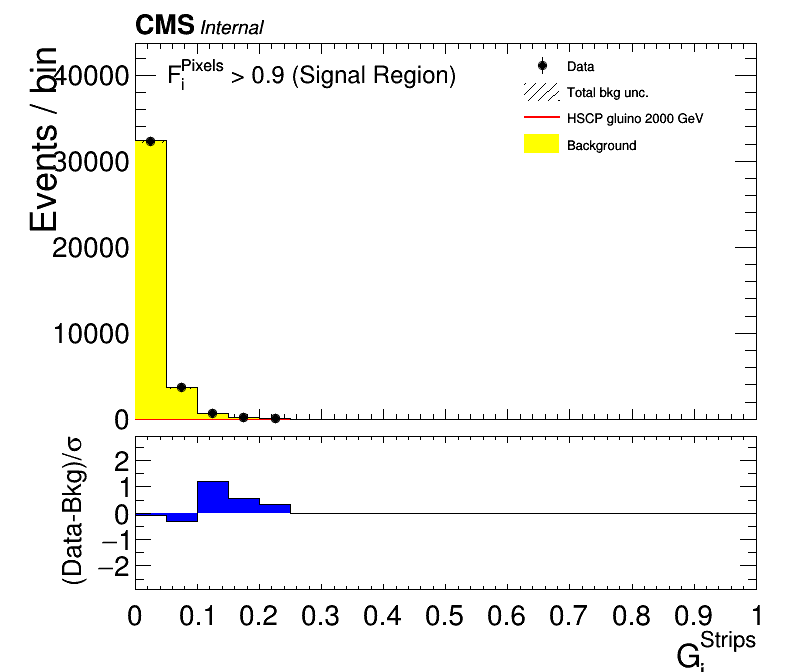 CMS Internal
F_i^Pixels > 0.9 (Signal Region)
Data
Total bkg unc.
HSCP gluino 2000 GeV
Background
Events / bin
40000
30000
20000
10000
0
(Data-Bkg)/σ
2
1
0
−1
−2
0 0.1 0.2 0.3 0.4 0.5 0.6 0.7 0.8 0.9 1
G_i^Strips